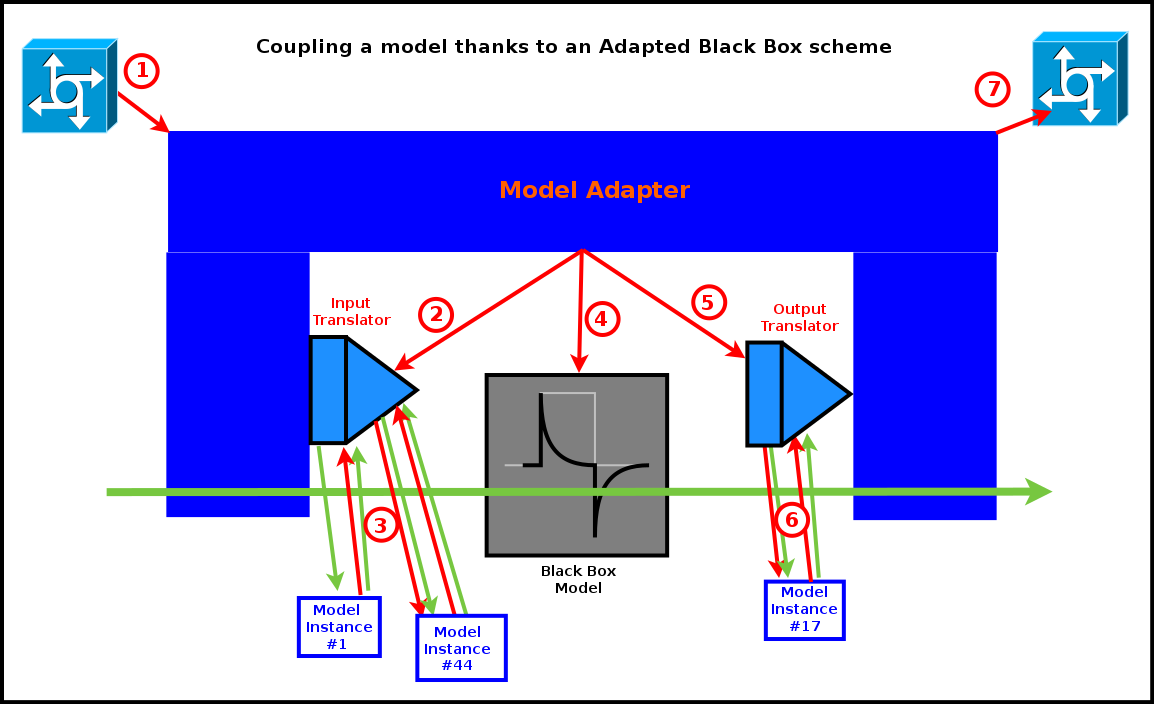 Coupling a model thanks to an Adapted Black Box scheme
1
7
Model Adapter
Input
Translator
2
4
5
Output
Translator
3
6
Black Box
Model
Model
Instance
#1
Model
Instance
#44
Model
Instance
#17